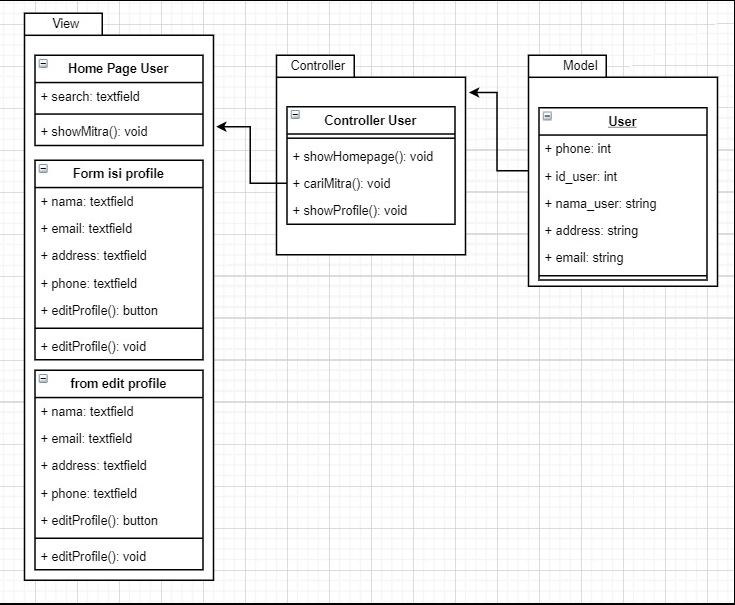 View
Home Page User
+ search: textfield
+ showMitra(): void
Form isi profile
+ nama: textfield
+ email: textfield
+ address: textfield
+ phone: textfield
+ editProfile(): button
+ editProfile(): void
from edit profile
+ nama: textfield
+ email: textfield
+ address: textfield
+ phone: textfield
+ editProfile(): button
+ editProfile(): void
Controller
Controller User
+ showHomepage(): void
+ cariMitra(): void
+ showProfile(): void
Model
User
+ phone: int
+ id_user: int
+ nama_user: string
+ address: string
+ email: string